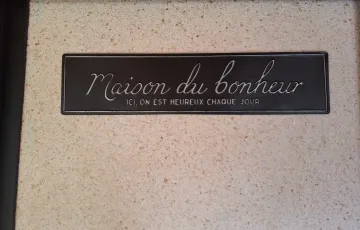 Maison du bonheur
ICI, ON EST HEUREUX CHAQUE JOUR